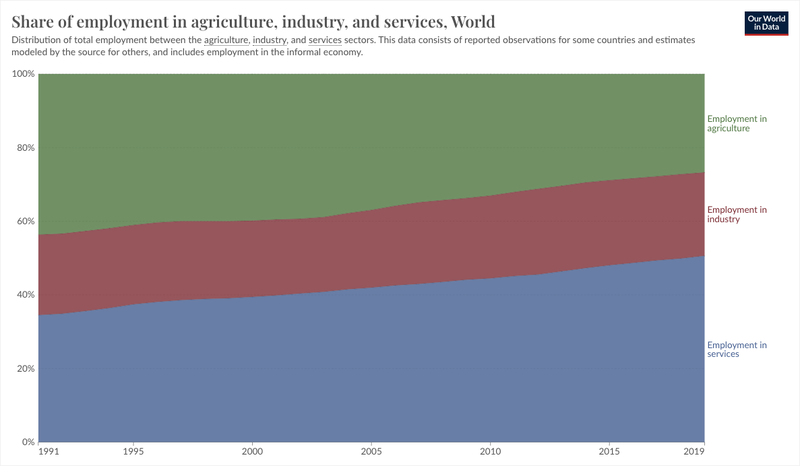 Share of employment in agriculture, industry, and services, World
Our World
in Data
Distribution of total employment between the agriculture, industry, and services sectors. This data consists of reported observations for some countries and estimates
modeled by the source for others, and includes employment in the informal economy.
100%
80%
60%
40%
20%
0%
Employment in
agriculture
Employment in
industry
Employment in
services
1991
1995
2000
2005
2010
2015
2019